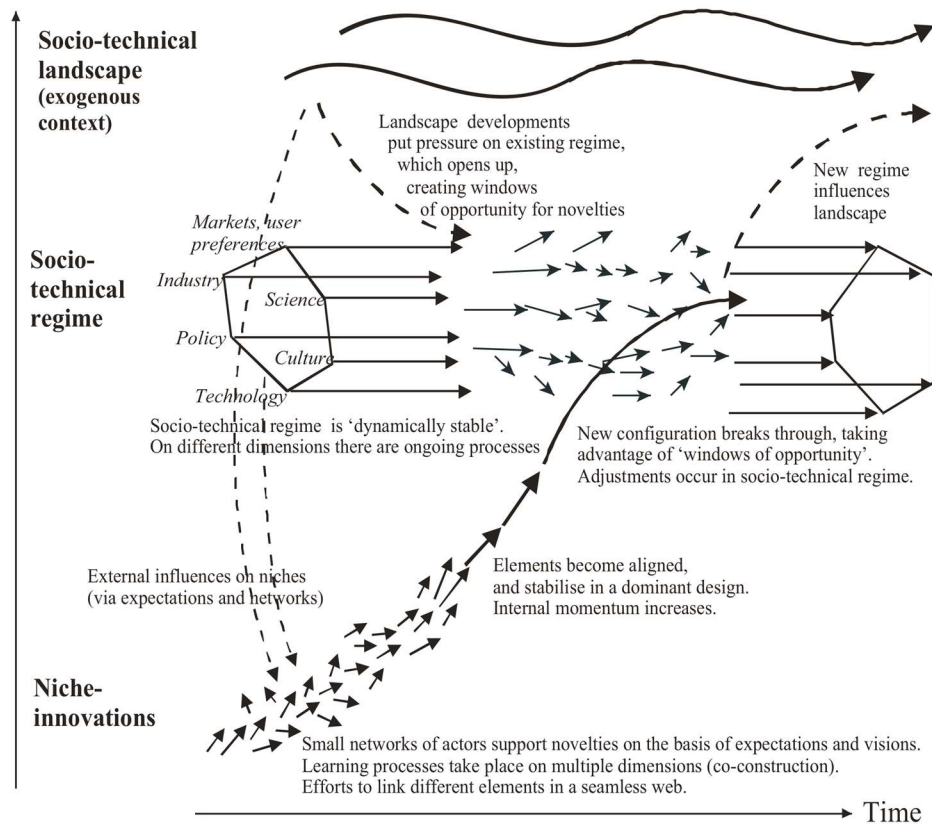 Socio-technical
landscape
(exogenous
context)
Landscape developments
put pressure on existing regime,
which opens up,
creating windows
of opportunity for novelties
New regime
influences
landscape
Markets, user
preferences
Socio-
technical
regime
Industry
Science
Policy
Culture
Technology
Socio-technical regime is ‘dynamically stable’.
On different dimensions there are ongoing processes
New configuration breaks through, taking
advantage of ‘windows of opportunity’.
Adjustments occur in socio-technical regime.
External influences on niches
(via expectations and networks)
Elements become aligned,
and stabilise in a dominant design.
Internal momentum increases.
Niche-
innovations
Small networks of actors support novelties on the basis of expectations and visions.
Learning processes take place on multiple dimensions (co-construction).
Efforts to link different elements in a seamless web.
Time